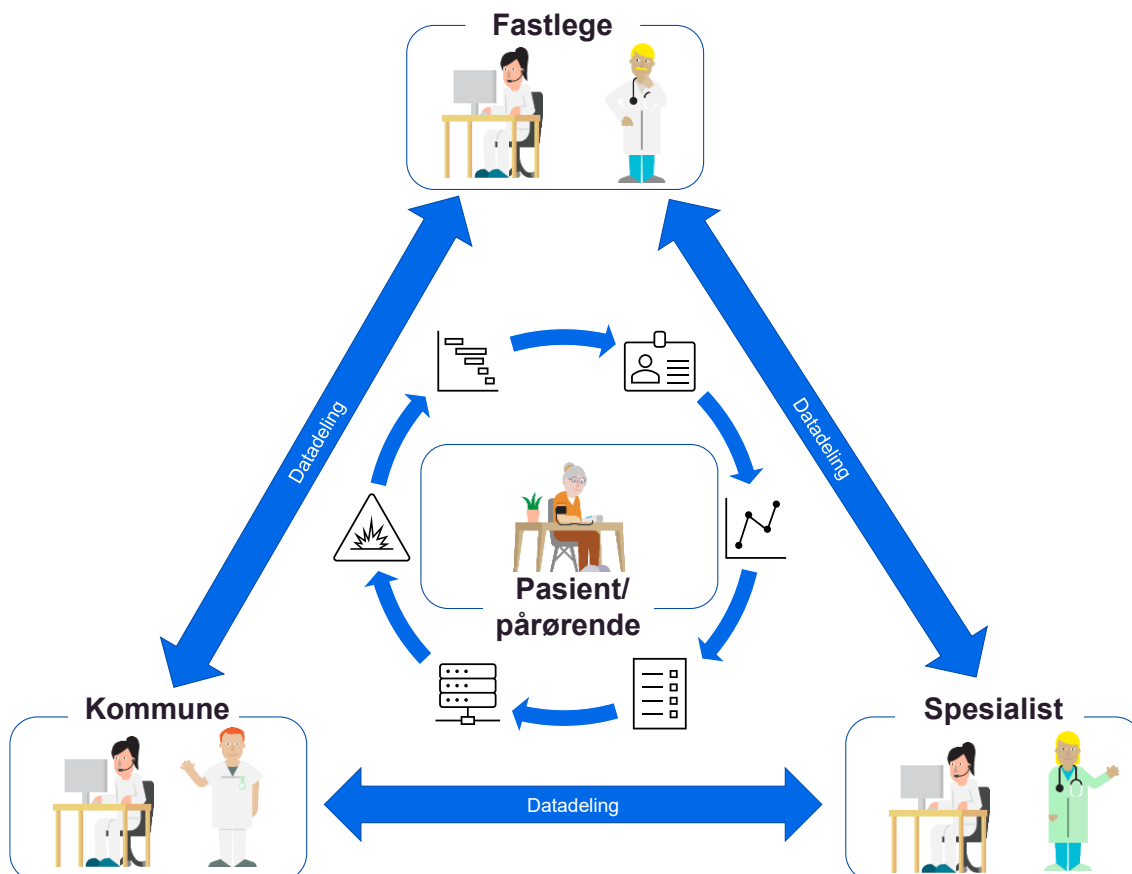 Fastlege
Datadeling
Datadeling
Pasient/
pårørende
Kommune
Spesialist
Datadeling